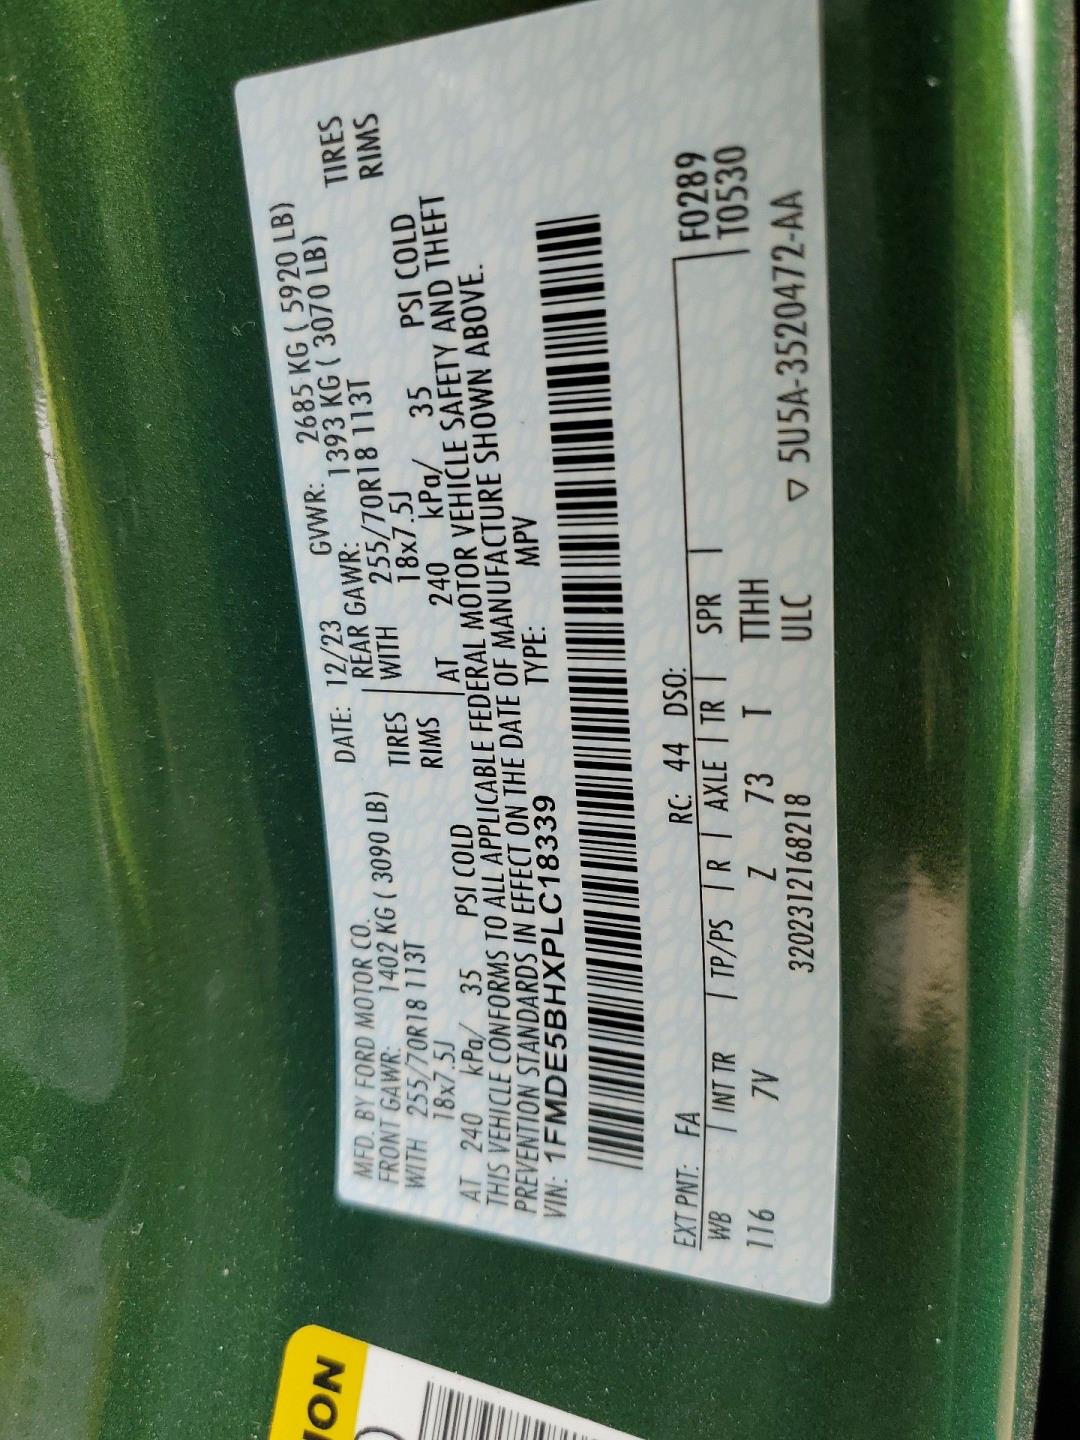 MFD. BY FORD MOTOR CO. DATE: 12/23 GVWR: 2685 KG ( 5920 LB)
FRONT GAWR: 1402 KG ( 3090 LB) REAR GAWR: 1393 KG ( 3070 LB)
WITH 255/70R18 113T TIRES WITH 255/70R18 113T TIRES
18x7.5J RIMS 18x7.5J RIMS
AT 240 kPa/ 35 PSI COLD AT 240 kPa/ 35 PSI COLD
THIS VEHICLE CONFORMS TO ALL APPLICABLE FEDERAL MOTOR VEHICLE SAFETY AND THEFT
PREVENTION STANDARDS IN EFFECT ON THE DATE OF MANUFACTURE SHOWN ABOVE.
VIN: 1FMDE5BHXPLC18339 TYPE: MPV
EXT PNT: FA RC: 44 DSO: F0289
WB | INT TR | TP/PS | R | AXLE | TR | SPR | T0530
116 7V Z 73 T TTHH
3202312168218 ULC ▽ 5U5A-3520472-AA